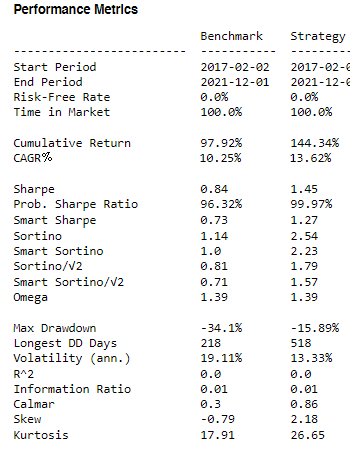 Performance Metrics
Benchmark Strategy
------------------------- ----------- ----------
Start Period 2017-02-02 2017-02-0
End Period 2021-12-01 2021-12-0
Risk-Free Rate 0.0% 0.0%
Time in Market 100.0% 100.0%
Cumulative Return 97.92% 144.34%
CAGR% 10.25% 13.62%
Sharpe 0.84 1.45
Prob. Sharpe Ratio 96.32% 99.97%
Smart Sharpe 0.73 1.27
Sortino 1.14 2.54
Smart Sortino 1.0 2.23
Sortino/√2 0.81 1.79
Smart Sortino/√2 0.71 1.57
Omega 1.39 1.39
Max Drawdown -34.1% -15.89%
Longest DD Days 218 518
Volatility (ann.) 19.11% 13.33%
R^2 0.0 0.0
Information Ratio 0.01 0.01
Calmar 0.3 0.86
Skew -0.79 2.18
Kurtosis 17.91 26.65